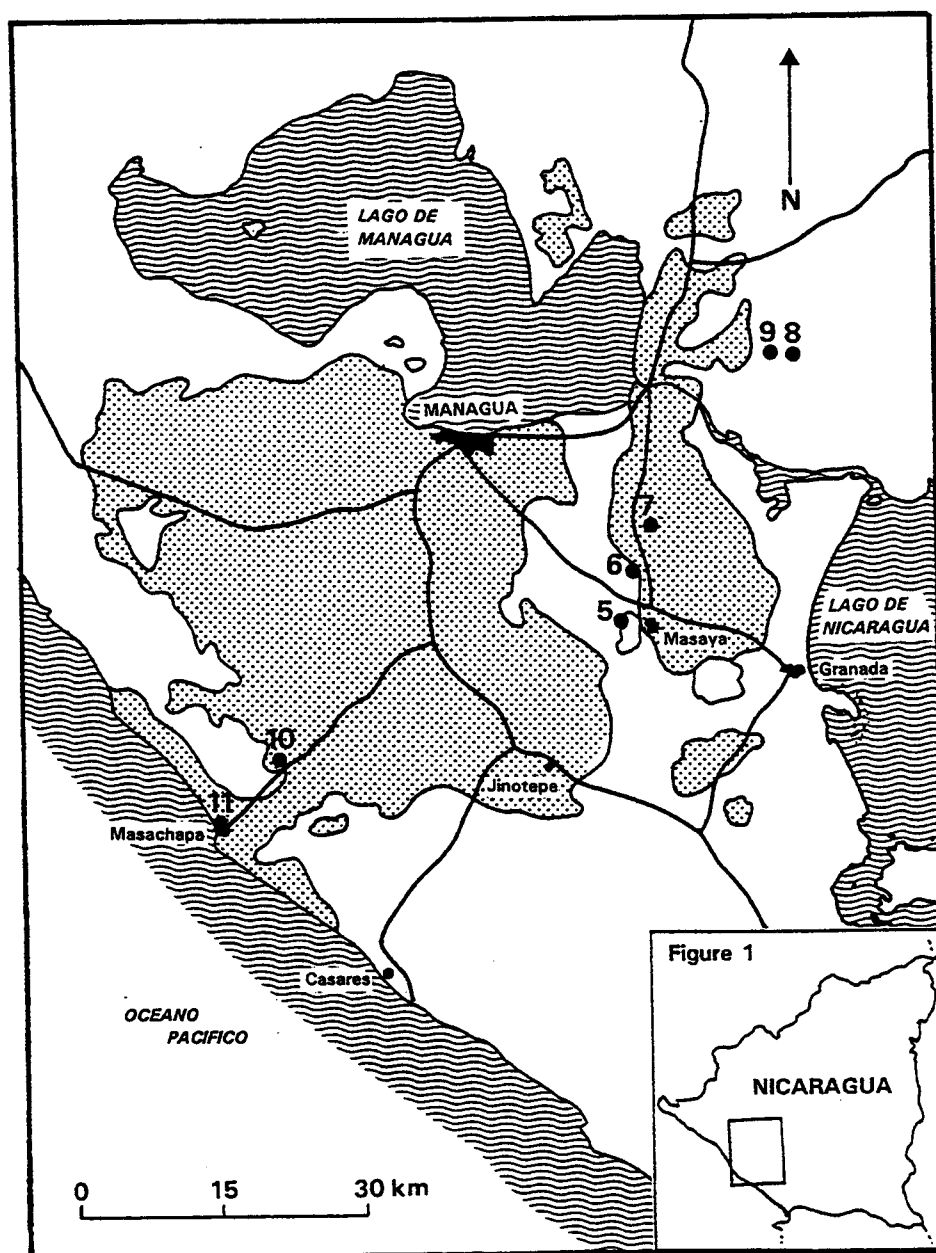 N
LAGO DE
MANAGUA
9 8
MANAGUA
7
6
5
Masaya
LAGO DE
NICARAGUA
Granada
10
Jinotepe
11
Masachapa
Casares
OCEANO
PACIFICO
0 15 30 km
Figure 1
NICARAGUA